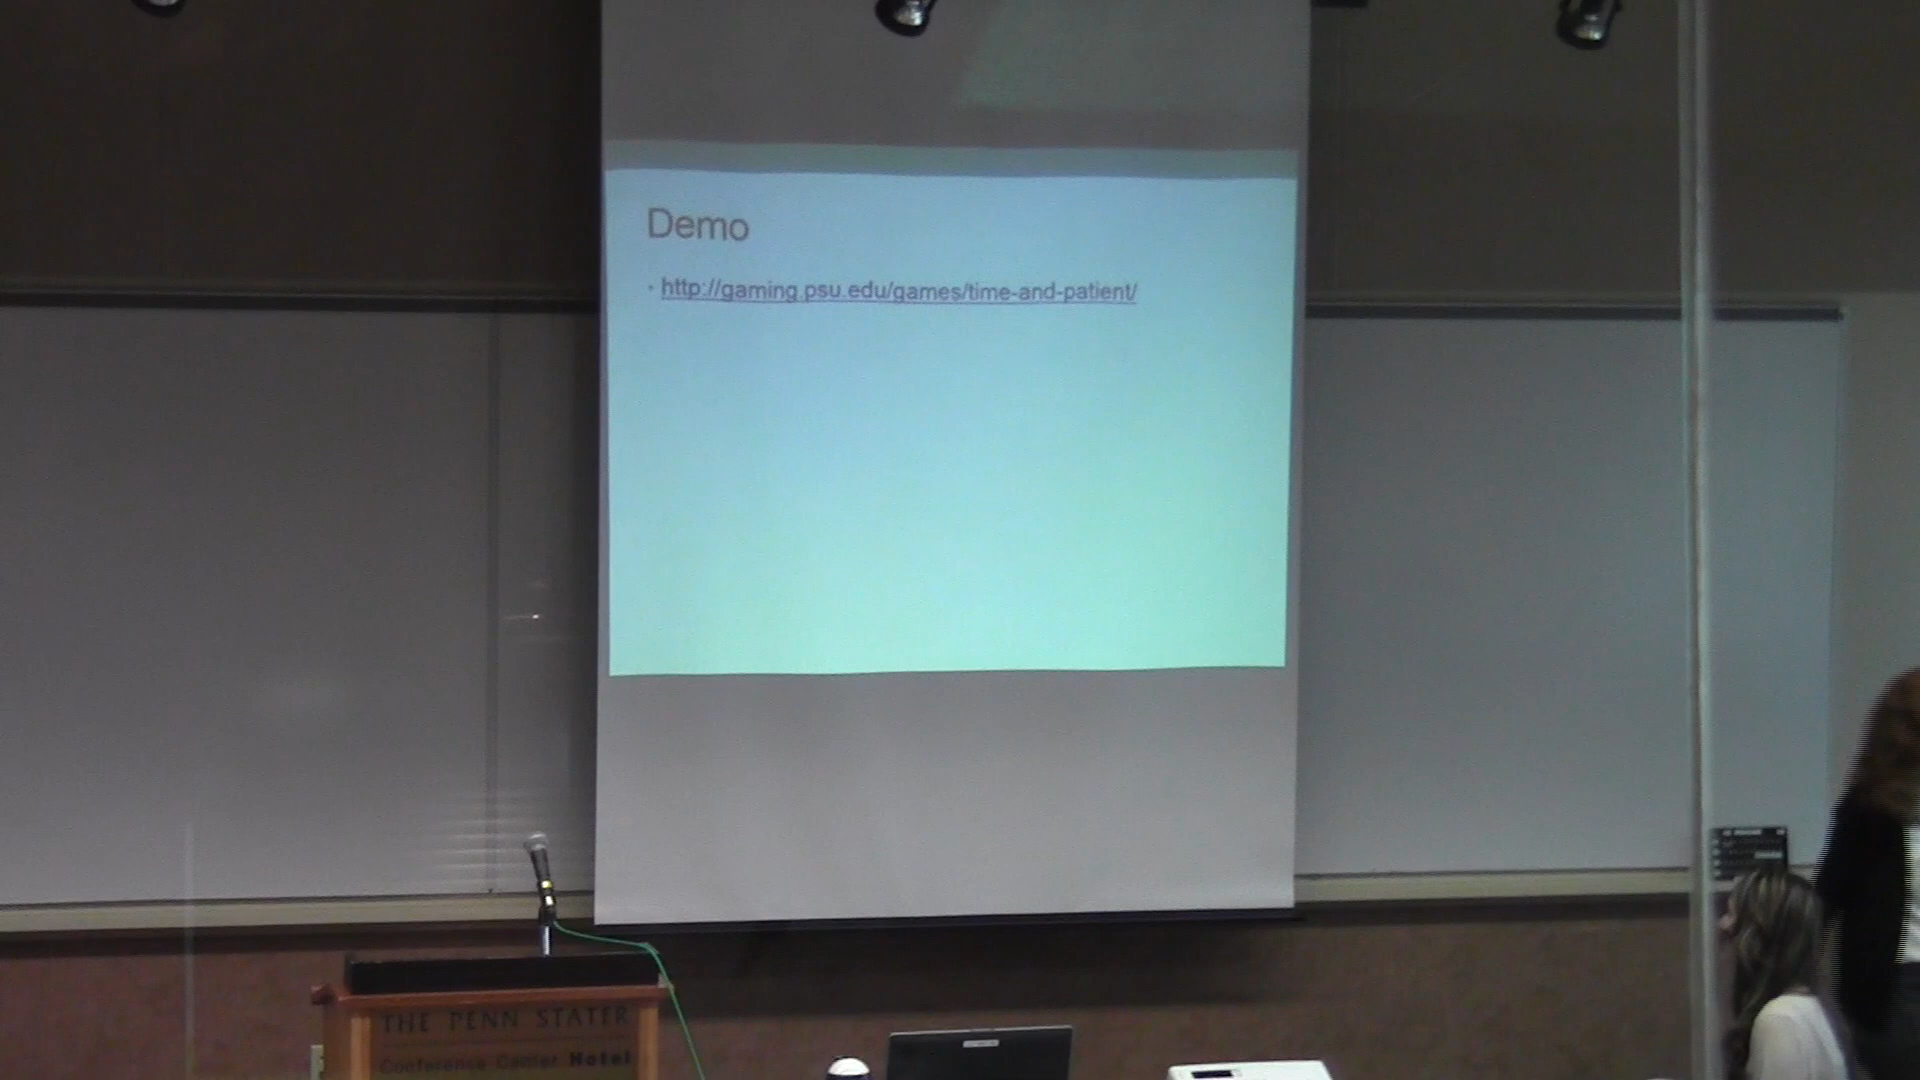 Demo
• http://gaming.psu.edu/games/time-and-patient/
THE PENN STATER
Conference Center Hotel